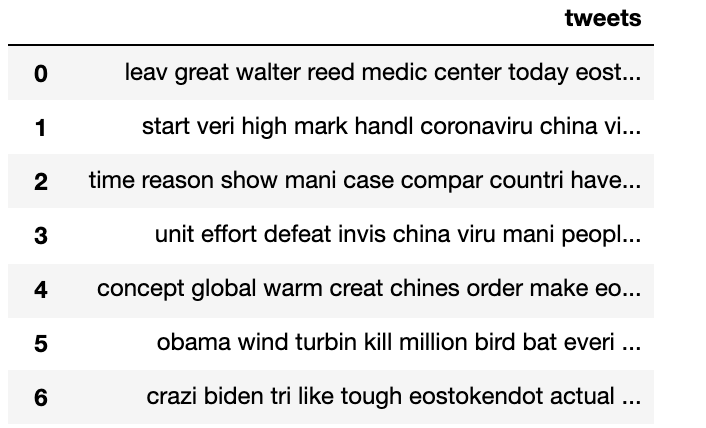 tweets
0 leav great walter reed medic center today eost...
1 start veri high mark handl coronaviru china vi...
2 time reason show mani case compar countri have...
3 unit effort defeat invis china viru mani peopl...
4 concept global warm creat chines order make eo...
5 obama wind turbin kill million bird bat everi ...
6 crazi biden tri like tough eostokendot actual ...